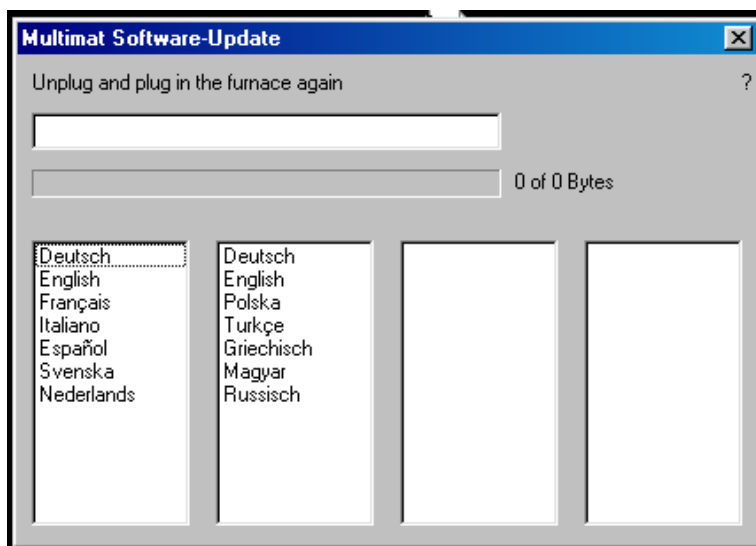 Multimat Software-Update
Unplug and plug in the furnace again
?
0 of 0 Bytes
Deutsch
English
Français
Italiano
Español
Svenska
Nederlands
Deutsch
English
Polska
Turkçe
Griechisch
Magyar
Russisch